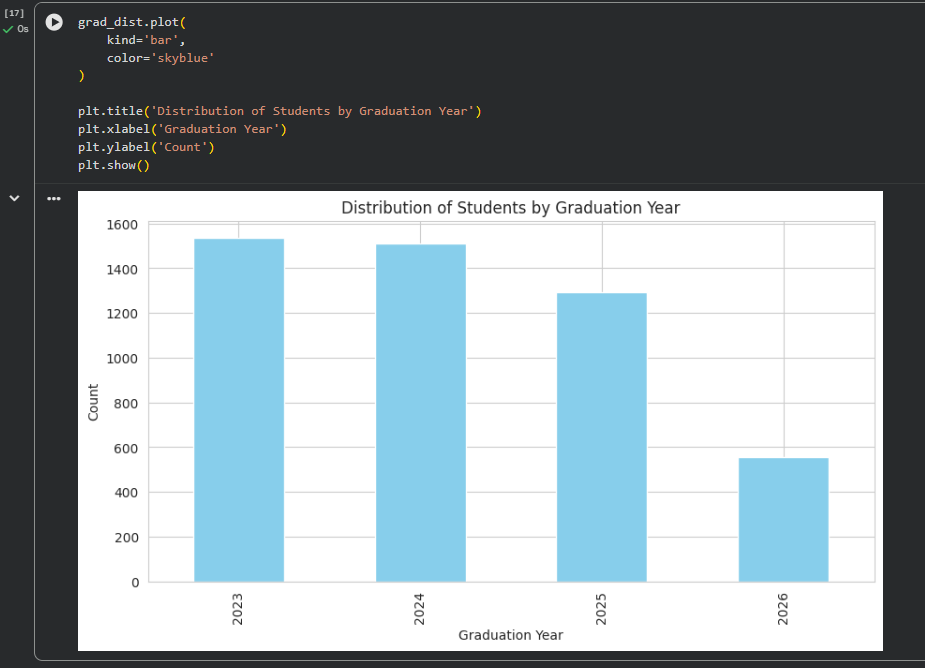 [17]
0s
grad_dist.plot(
    kind='bar',
    color='skyblue'
)
plt.title('Distribution of Students by Graduation Year')
plt.xlabel('Graduation Year')
plt.ylabel('Count')
plt.show()
Distribution of Students by Graduation Year
1600
1400
1200
1000
800
600
400
200
0
Count
2023
2024
2025
2026
Graduation Year